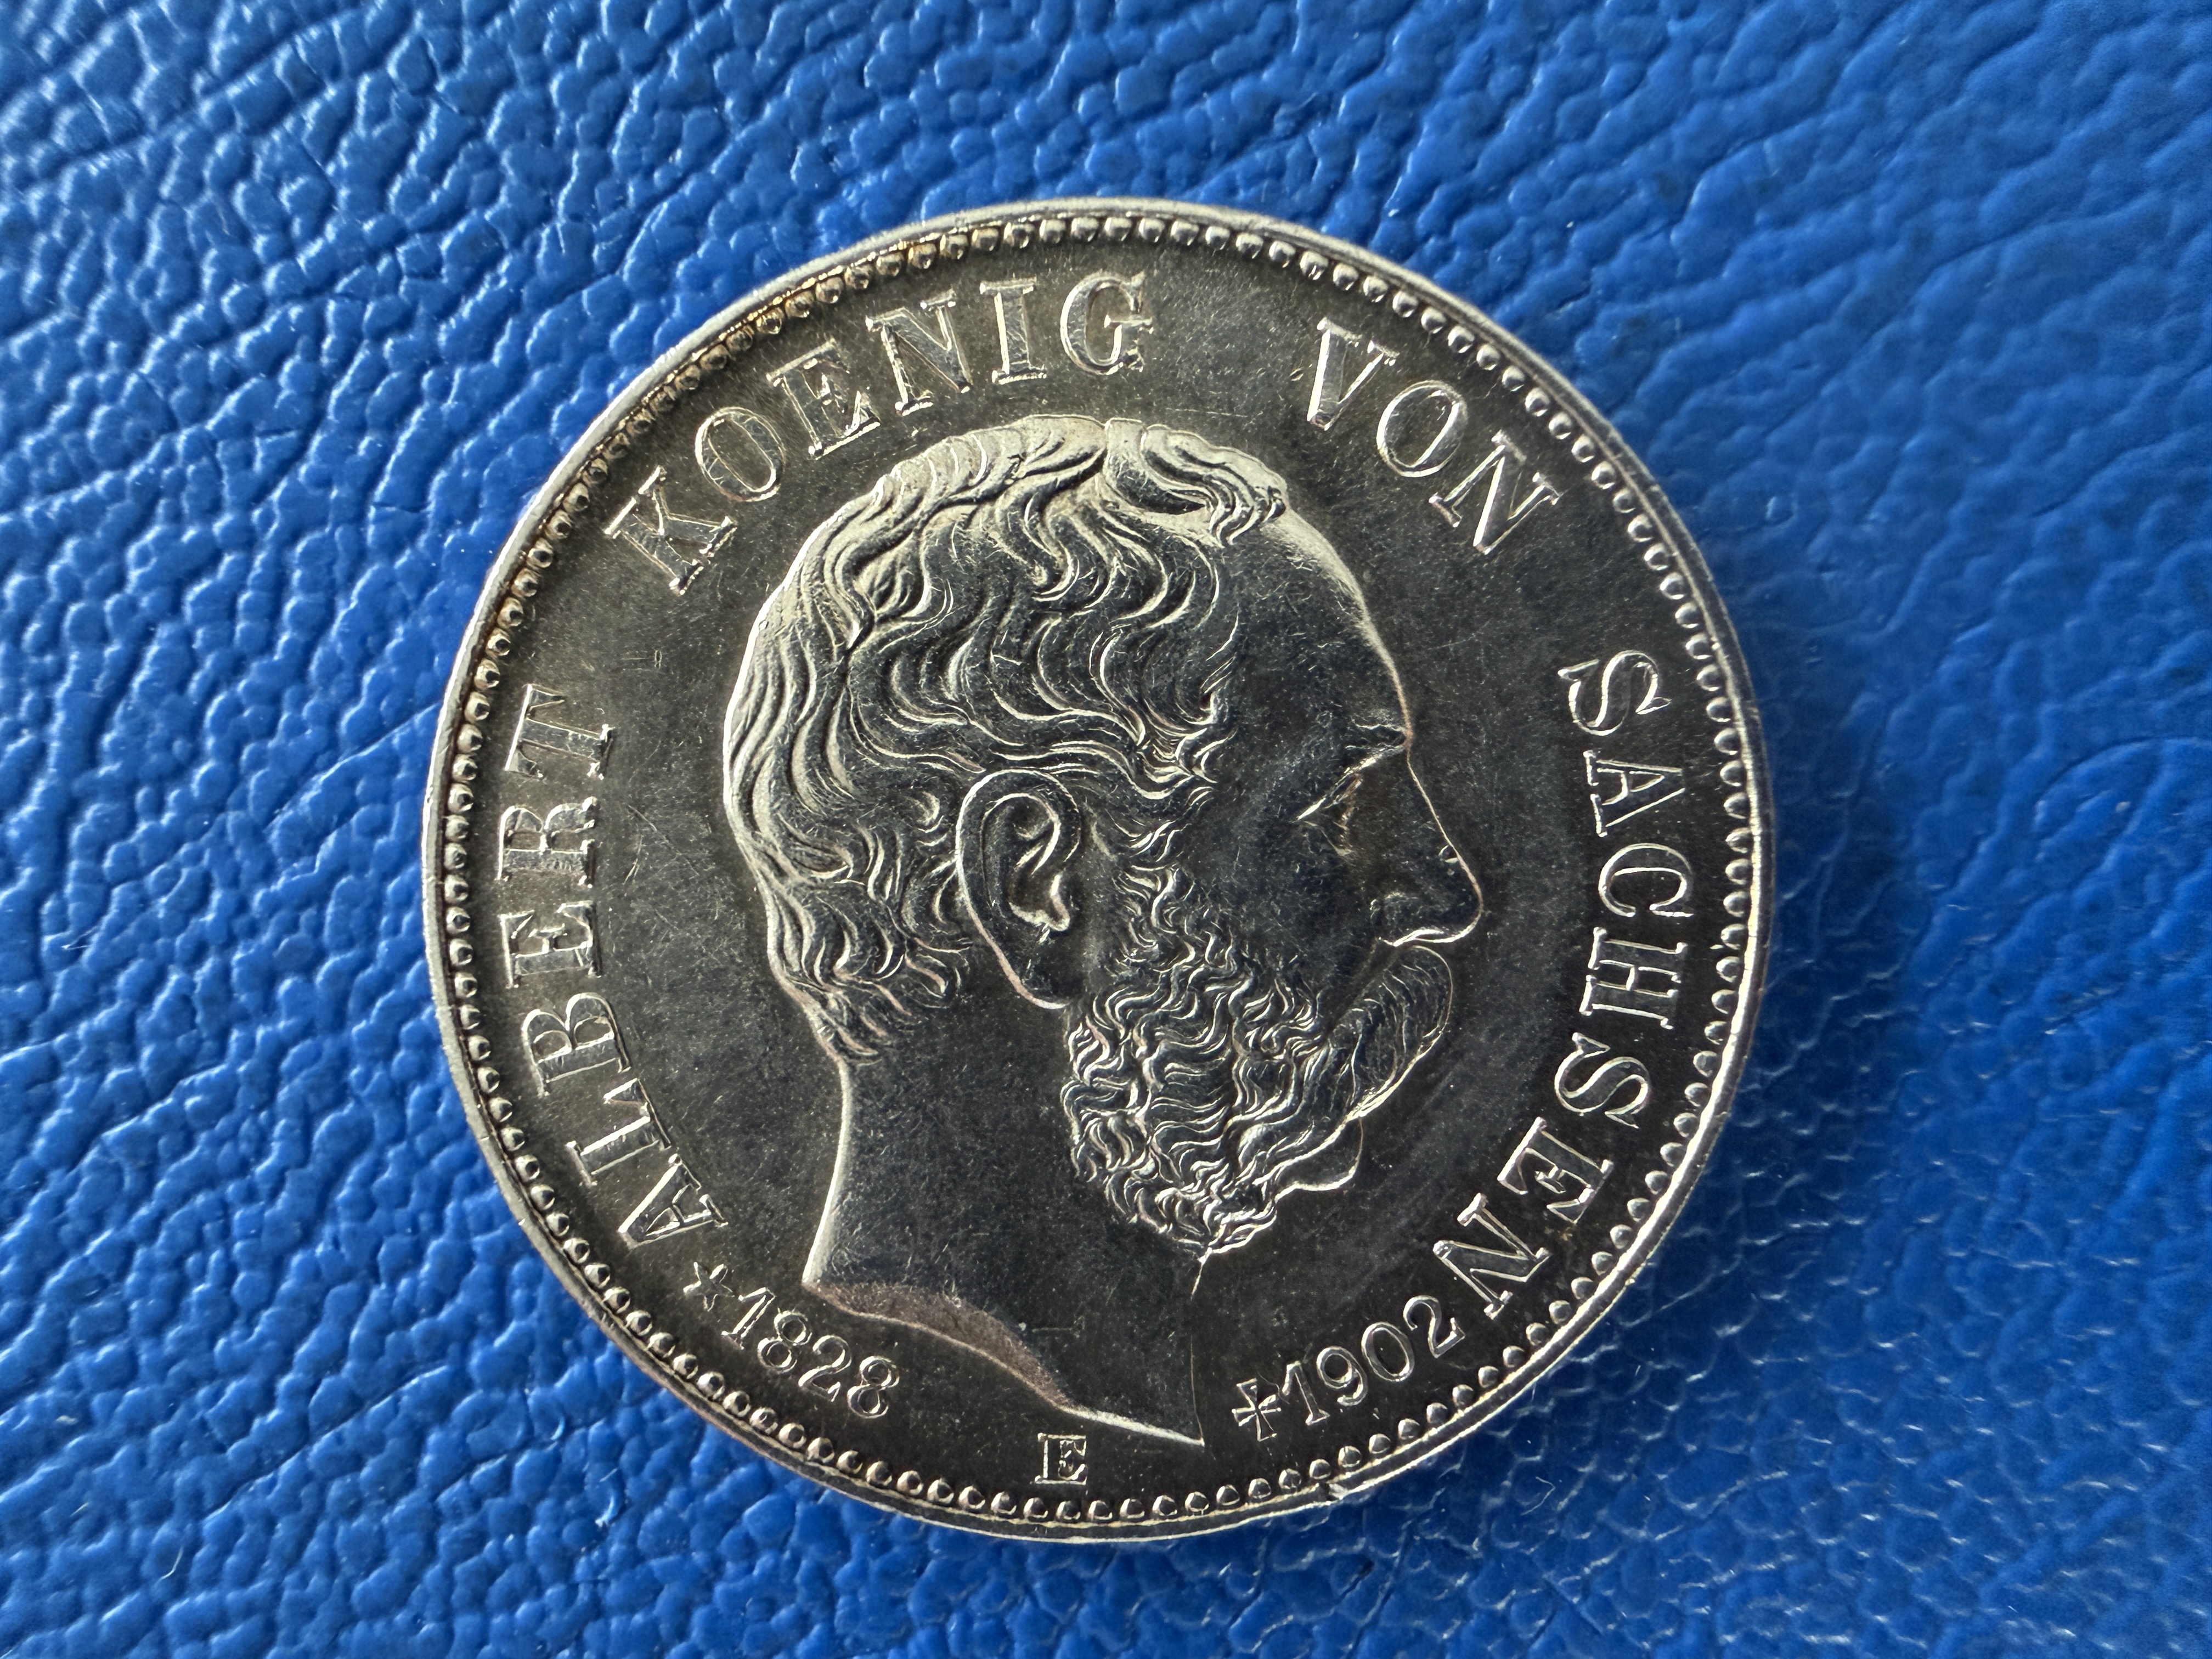 ALBERT KOENIG VON SACHSEN
★1828
✠1902
E